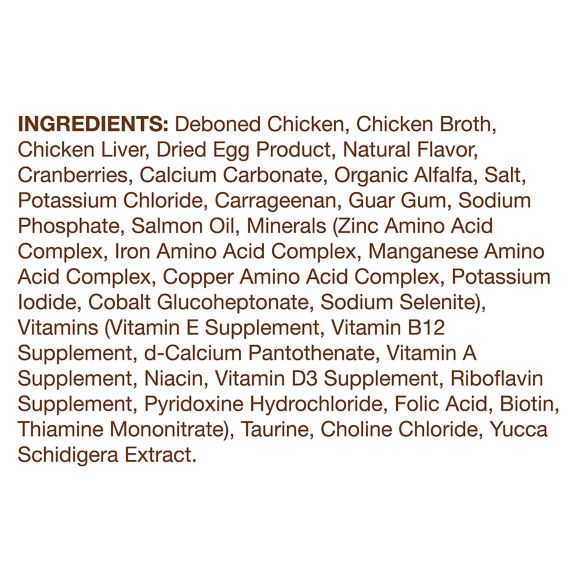 INGREDIENTS: Deboned Chicken, Chicken Broth,
Chicken Liver, Dried Egg Product, Natural Flavor,
Cranberries, Calcium Carbonate, Organic Alfalfa, Salt,
Potassium Chloride, Carrageenan, Guar Gum, Sodium
Phosphate, Salmon Oil, Minerals (Zinc Amino Acid
Complex, Iron Amino Acid Complex, Manganese Amino
Acid Complex, Copper Amino Acid Complex, Potassium
Iodide, Cobalt Glucoheptonate, Sodium Selenite),
Vitamins (Vitamin E Supplement, Vitamin B12
Supplement, d-Calcium Pantothenate, Vitamin A
Supplement, Niacin, Vitamin D3 Supplement, Riboflavin
Supplement, Pyridoxine Hydrochloride, Folic Acid, Biotin,
Thiamine Mononitrate), Taurine, Choline Chloride, Yucca
Schidigera Extract.